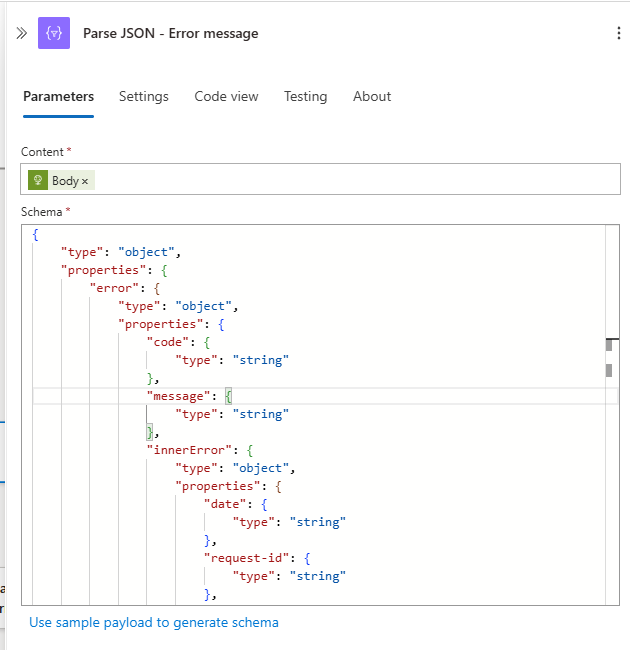 Parse JSON - Error message
Parameters Settings Code view Testing About
Content *
Body ×
Schema *
{
"type": "object",
"properties": {
"error": {
"type": "object",
"properties": {
"code": {
"type": "string"
},
"message": {
"type": "string"
},
"innerError": {
"type": "object",
"properties": {
"date": {
"type": "string"
},
"request-id": {
"type": "string"
},
Use sample payload to generate schema